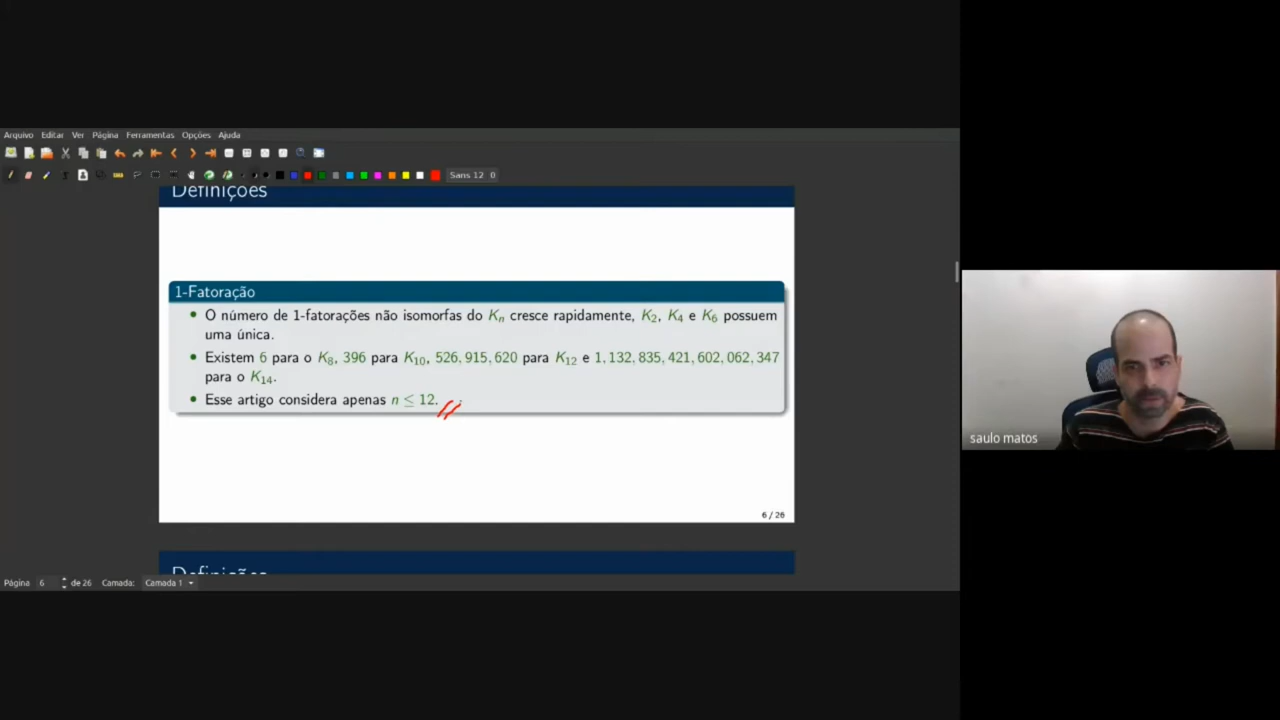 Arquivo Editar Ver Página Ferramentas Opções Ajuda
Sans 12
Definições
1-Fatoração
O número de 1-fatorações não isomorfas do Kn cresce rapidamente, K2, K4 e K6 possuem
uma única.
Existem 6 para o K8, 396 para K10, 526,915,620 para K12 e 1,132,835,421,602,062,347
para o K14.
Esse artigo considera apenas n ≤ 12.
6 / 26
Definições
Página 6 de 26 Camada: Camada 1
saulo matos